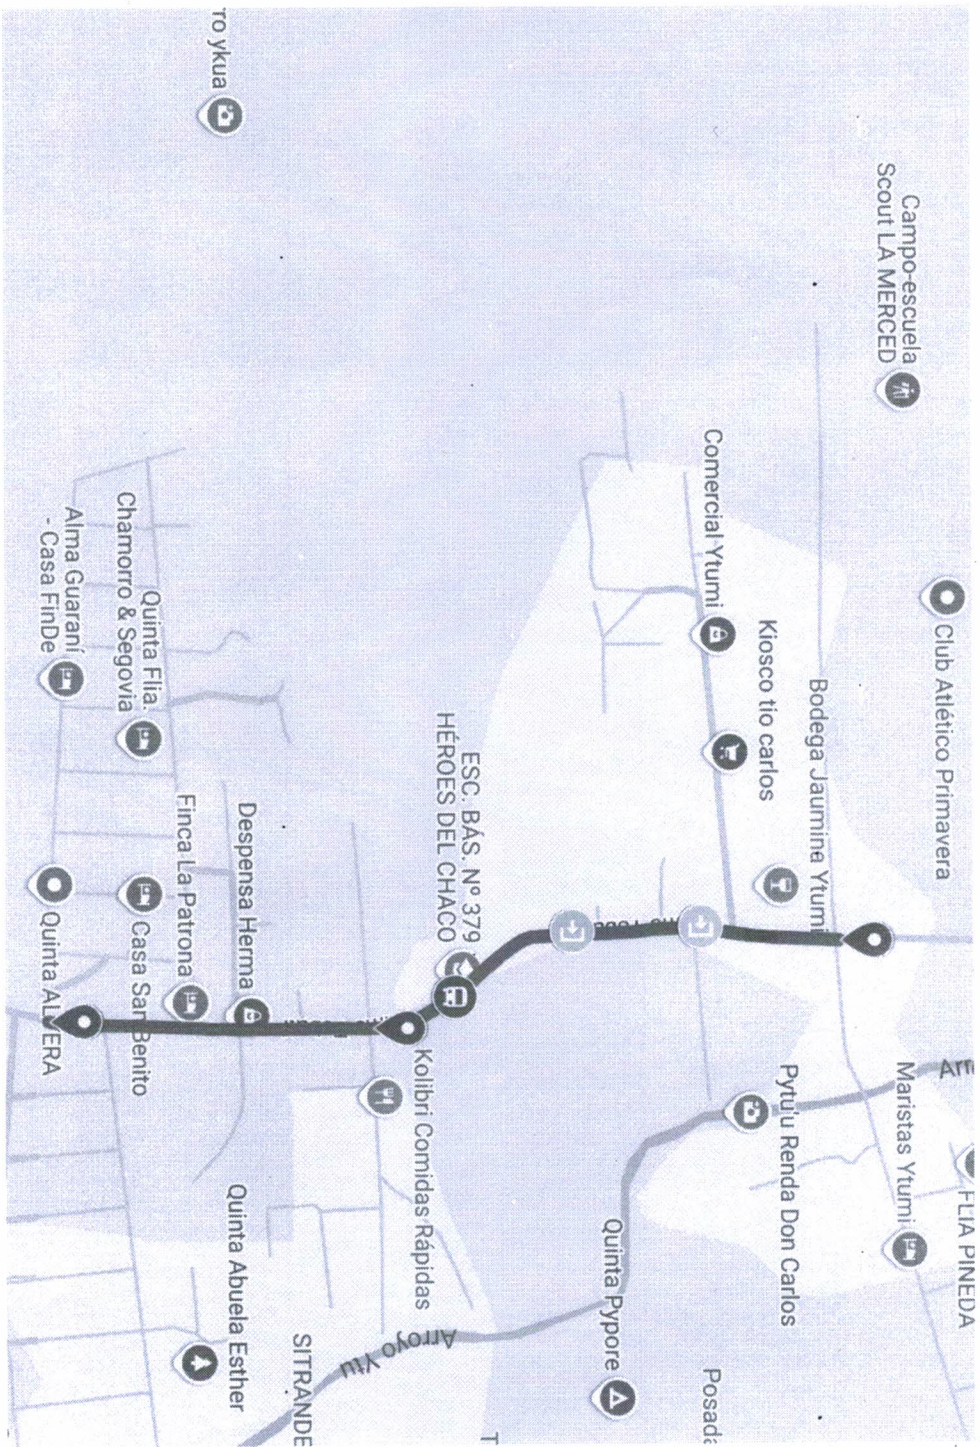 ro ykua
Campo-escuela
Scout LA MERCED
Club Atlético Primavera
Comercial Ytumi
Kiosco tio carlos
Bodega Jaumina Ytumi
Quinta Flia.
Chamorro & Segovia
Alma Guaraní
- Casa FinDe
ESC. BÁS. Nº 379
HÉROES DEL CHACO
Finca La Patrona
Despensa Herma
Casa San Benito
Kolibri Comidas Rápidas
Pytu'u Renda Don Carlos
Maristas Ytumi
FLIA PINEDA
Arr
Quinta Abuela Esther
Quinta Pypore
Arroyo Ytu
SITRANDE
Posada
T